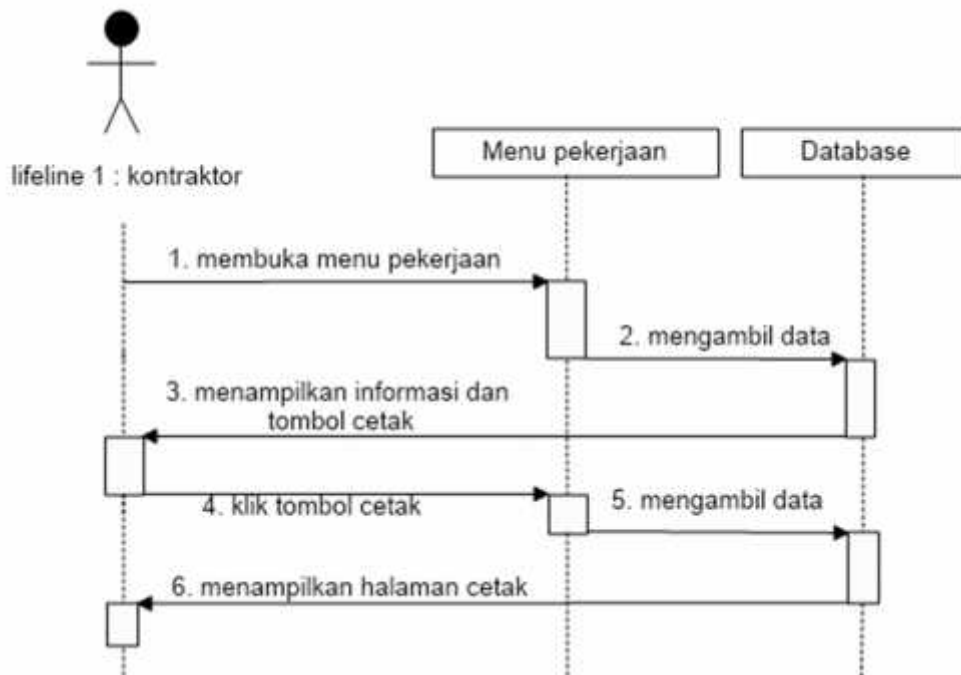 lifeline 1 : kontraktor
Menu pekerjaan
Database
1. membuka menu pekerjaan
2. mengambil data
3. menampilkan informasi dan
tombol cetak
4. klik tombol cetak
5. mengambil data
6. menampilkan halaman cetak